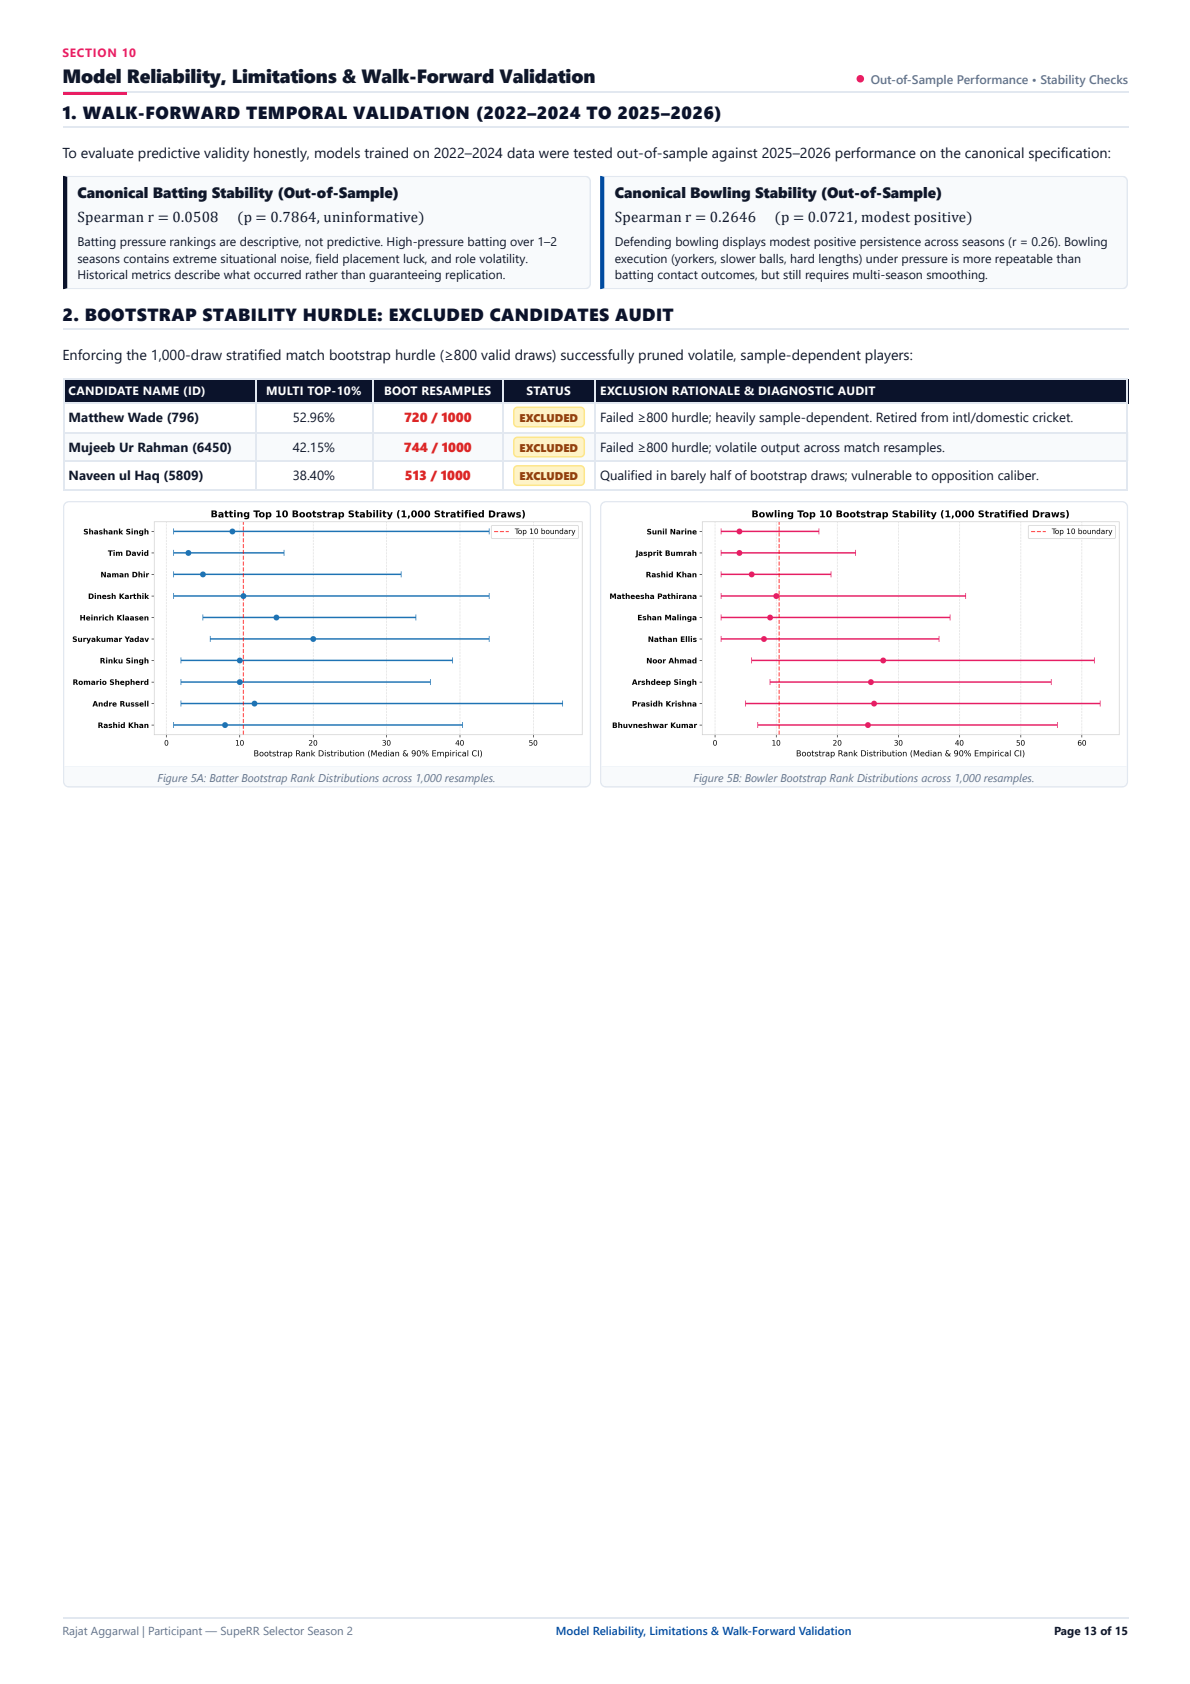 SECTION 10
Model Reliability, Limitations & Walk-Forward Validation
Out-of-Sample Performance • Stability Checks
1. WALK-FORWARD TEMPORAL VALIDATION (2022–2024 TO 2025–2026)
To evaluate predictive validity honestly, models trained on 2022–2024 data were tested out-of-sample against 2025–2026 performance on the canonical specification:
Canonical Batting Stability (Out-of-Sample)
Spearman r = 0.0508 (p = 0.7864, uninformative)
Batting pressure rankings are descriptive, not predictive. High-pressure batting over 1–2
seasons contains extreme situational noise, field placement luck, and role volatility.
Historical metrics describe what occurred rather than guaranteeing replication.
Canonical Bowling Stability (Out-of-Sample)
Spearman r = 0.2646 (p = 0.0721, modest positive)
Defending bowling displays modest positive persistence across seasons (r = 0.26). Bowling
execution (yorkers, slower balls, hard lengths) under pressure is more repeatable than
batting contact outcomes, but still requires multi-season smoothing.
2. BOOTSTRAP STABILITY HURDLE: EXCLUDED CANDIDATES AUDIT
Enforcing the 1,000-draw stratified match bootstrap hurdle (≥800 valid draws) successfully pruned volatile, sample-dependent players:
CANDIDATE NAME (ID) MULTI TOP-10% BOOT RESAMPLES STATUS EXCLUSION RATIONALE & DIAGNOSTIC AUDIT
Matthew Wade (796) 52.96% 720 / 1000 EXCLUDED Failed ≥800 hurdle; heavily sample-dependent. Retired from intl/domestic cricket.
Mujeeb Ur Rahman (6450) 42.15% 744 / 1000 EXCLUDED Failed ≥800 hurdle; volatile output across match resamples.
Naveen ul Haq (5809) 38.40% 513 / 1000 EXCLUDED Qualified in barely half of bootstrap draws; vulnerable to opposition caliber.
Batting Top 10 Bootstrap Stability (1,000 Stratified Draws)
Top 10 boundary
Shashank Singh
Tim David
Naman Dhir
Dinesh Karthik
Heinrich Klaasen
Suryakumar Yadav
Rinku Singh
Romario Shepherd
Andre Russell
Rashid Khan
0 10 20 30 40 50
Bootstrap Rank Distribution (Median & 90% Empirical CI)
Figure 5A: Batter Bootstrap Rank Distributions across 1,000 resamples.
Bowling Top 10 Bootstrap Stability (1,000 Stratified Draws)
Top 10 boundary
Sunil Narine
Jasprit Bumrah
Rashid Khan
Matheesha Pathirana
Eshan Malinga
Nathan Ellis
Noor Ahmad
Arshdeep Singh
Prasidh Krishna
Bhuvneshwar Kumar
0 10 20 30 40 50 60
Bootstrap Rank Distribution (Median & 90% Empirical CI)
Figure 5B: Bowler Bootstrap Rank Distributions across 1,000 resamples.
Rajat Aggarwal | Participant — SupeRR Selector Season 2
Model Reliability, Limitations & Walk-Forward Validation
Page 13 of 15